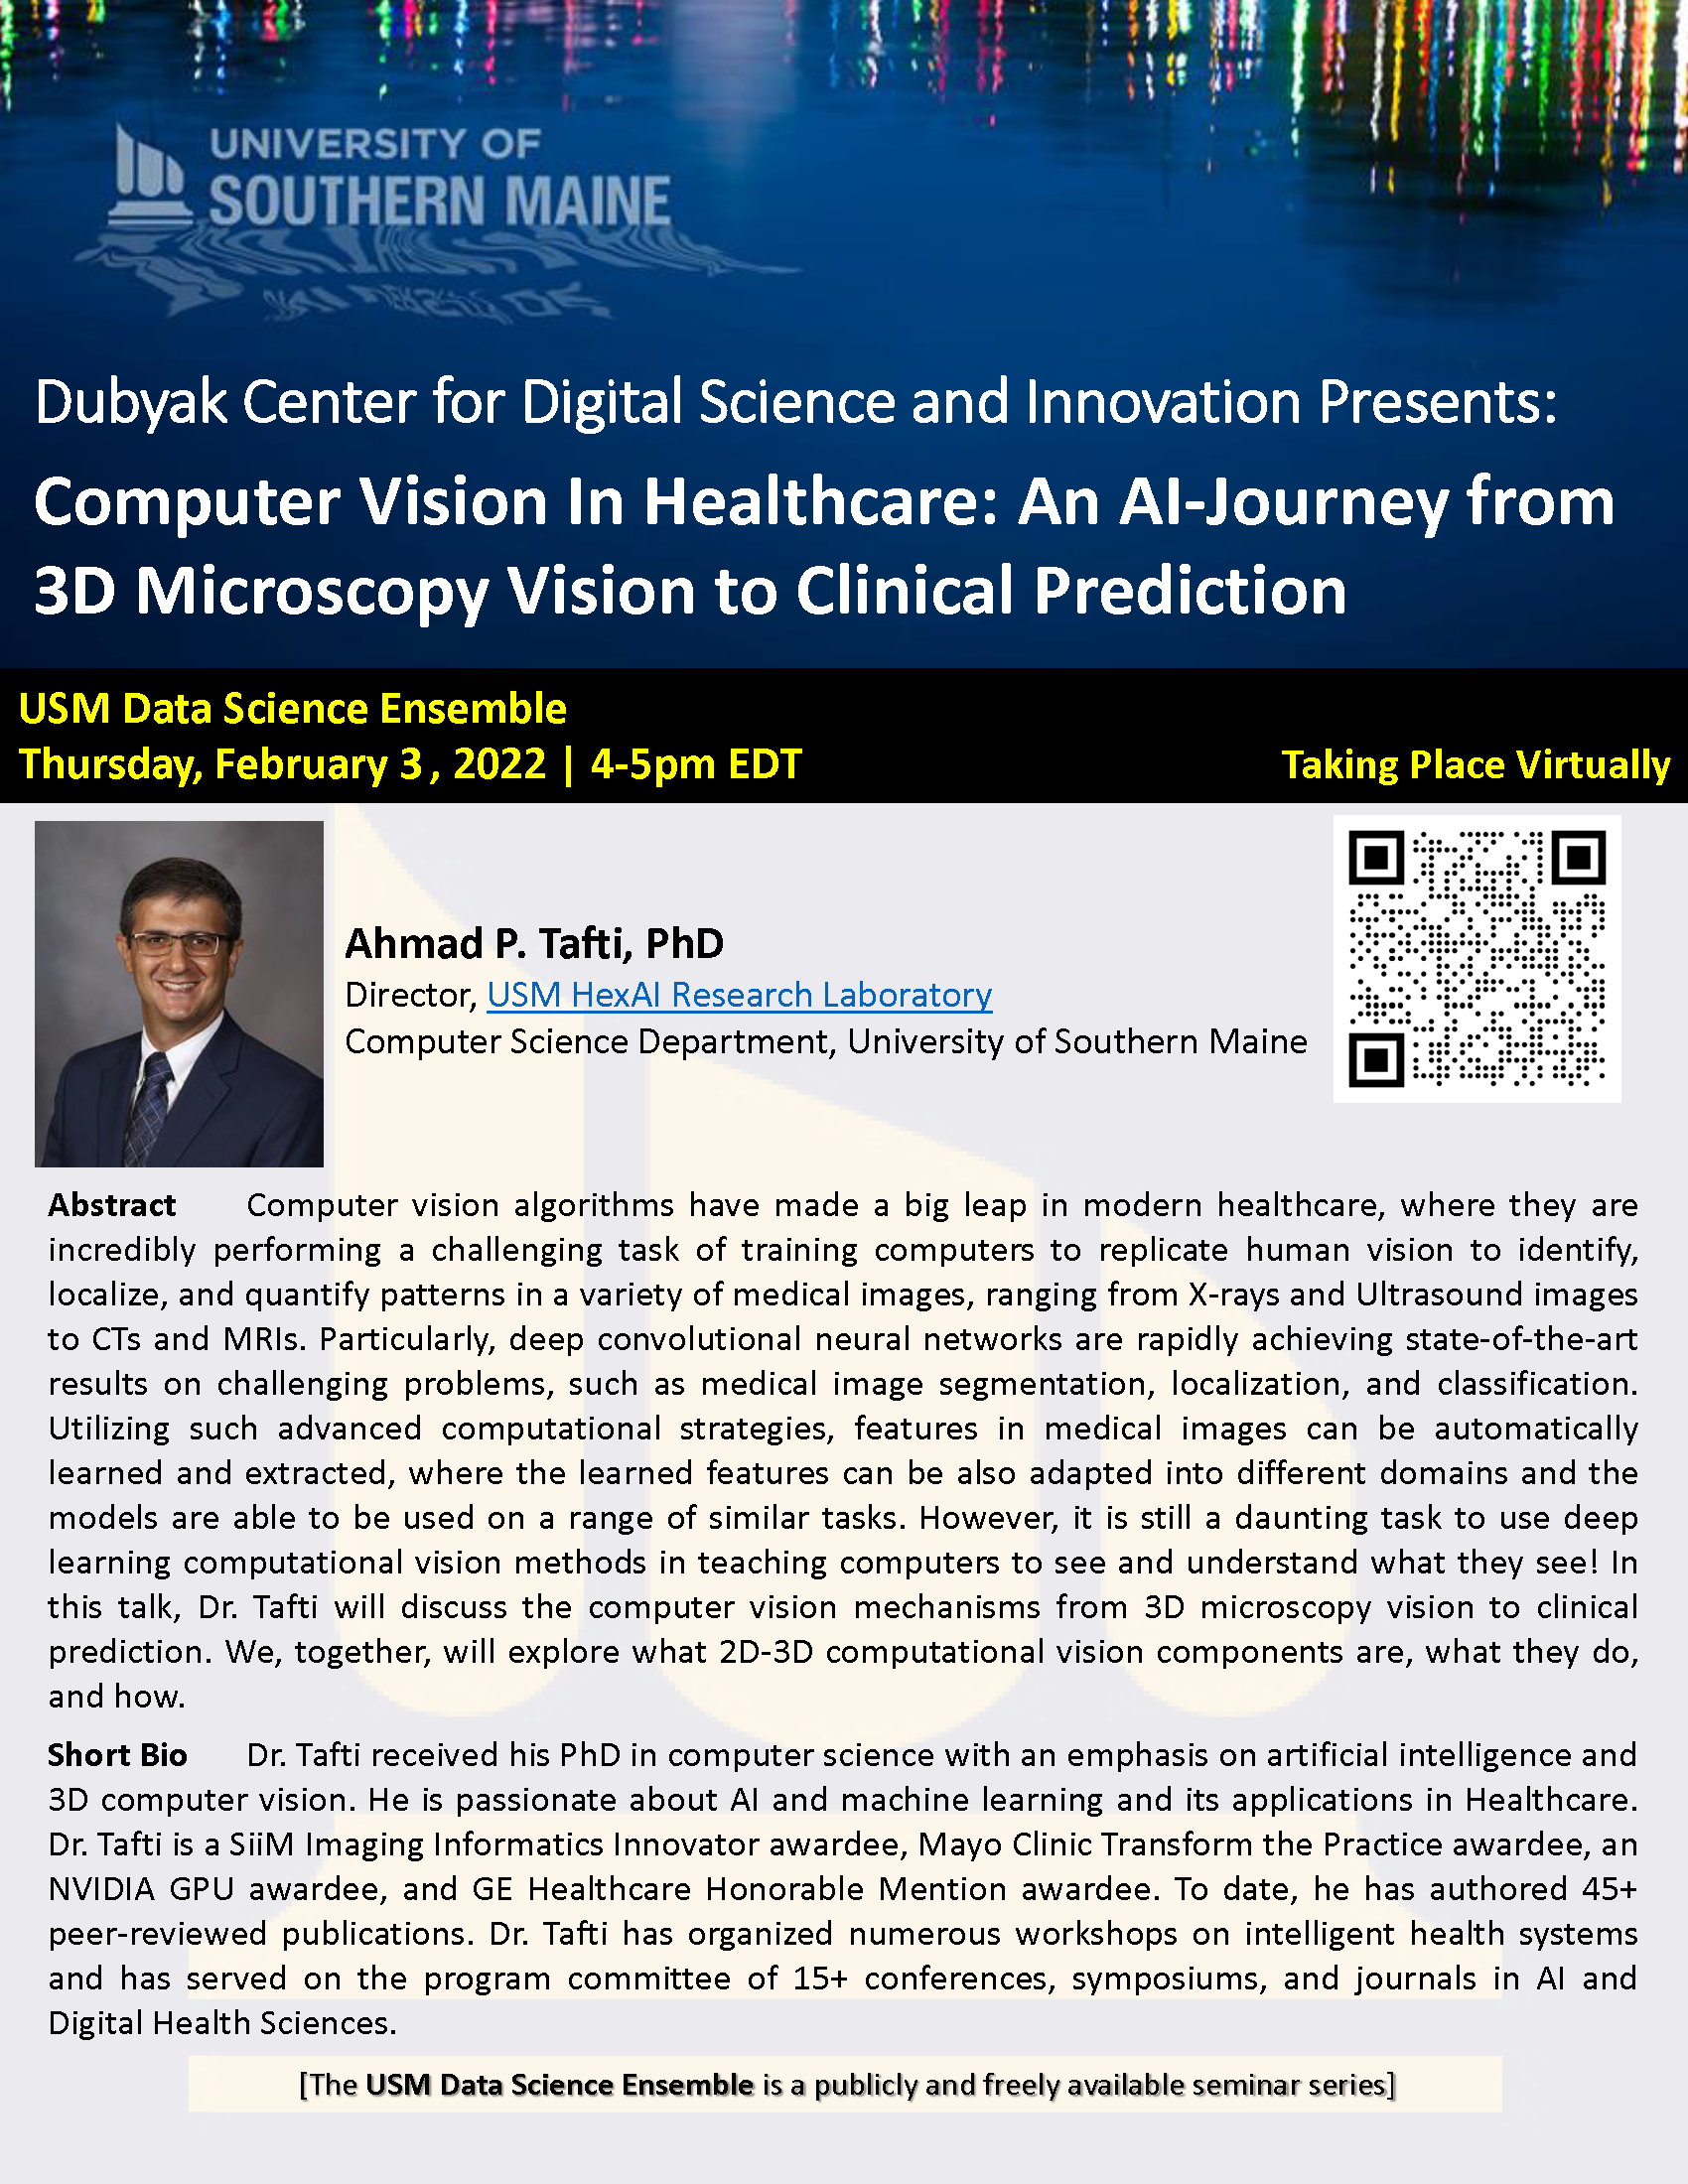 UNIVERSITY OF
SOUTHERN MAINE
Dubyak Center for Digital Science and Innovation Presents:
Computer Vision In Healthcare: An AI-Journey from
3D Microscopy Vision to Clinical Prediction
USM Data Science Ensemble
Thursday, February 3, 2022 | 4-5pm EDT
Taking Place Virtually
Ahmad P. Tafti, PhD
Director, USM HexAI Research Laboratory
Computer Science Department, University of Southern Maine
Abstract Computer vision algorithms have made a big leap in modern healthcare, where they are
incredibly performing a challenging task of training computers to replicate human vision to identify,
localize, and quantify patterns in a variety of medical images, ranging from X-rays and Ultrasound images
to CTs and MRIs. Particularly, deep convolutional neural networks are rapidly achieving state-of-the-art
results on challenging problems, such as medical image segmentation, localization, and classification.
Utilizing such advanced computational strategies, features in medical images can be automatically
learned and extracted, where the learned features can be also adapted into different domains and the
models are able to be used on a range of similar tasks. However, it is still a daunting task to use deep
learning computational vision methods in teaching computers to see and understand what they see! In
this talk, Dr. Tafti will discuss the computer vision mechanisms from 3D microscopy vision to clinical
prediction. We, together, will explore what 2D-3D computational vision components are, what they do,
and how.
Short Bio Dr. Tafti received his PhD in computer science with an emphasis on artificial intelligence and
3D computer vision. He is passionate about AI and machine learning and its applications in Healthcare.
Dr. Tafti is a SiiM Imaging Informatics Innovator awardee, Mayo Clinic Transform the Practice awardee, an
NVIDIA GPU awardee, and GE Healthcare Honorable Mention awardee. To date, he has authored 45+
peer-reviewed publications. Dr. Tafti has organized numerous workshops on intelligent health systems
and has served on the program committee of 15+ conferences, symposiums, and journals in AI and
Digital Health Sciences.
[The USM Data Science Ensemble is a publicly and freely available seminar series]